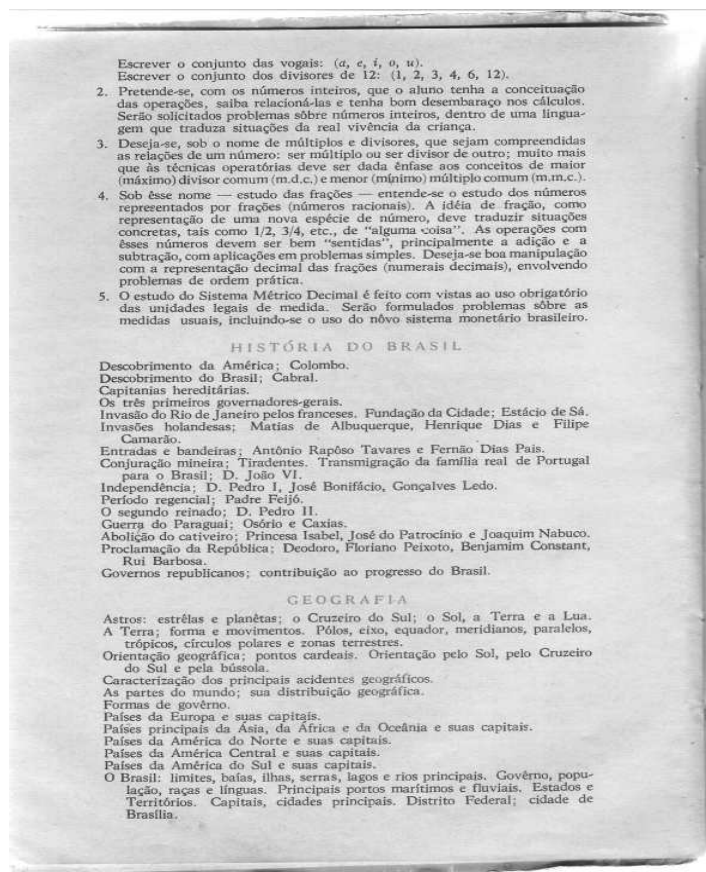 Escrever o conjunto das vogais: (a, e, i, o, u).
Escrever o conjunto dos divisores de 12: (1, 2, 3, 4, 6, 12).
2. Pretende-se, com os números inteiros, que o aluno tenha a conceituação
das operações, saiba relacioná-las e tenha bom desembaraço nos cálculos.
Serão solicitados problemas sôbre números inteiros, dentro de uma lingua-
gem que traduza situações da real vivência da criança.
3. Deseja-se, sob o nome de múltiplos e divisores, que sejam compreendidas
as relações de um número: ser múltiplo ou ser divisor de outro; muito mais
que às técnicas operatórias deve ser dada ênfase aos conceitos de maior
(máximo) divisor comum (m.d.c.) e menor (mínimo) múltiplo comum (m.m.c.).
4. Sob êsse nome — estudo das frações — entende-se o estudo dos números
repreentados por frações (números racionais). A idéia de fração, como
representação de uma nova espécie de número, deve traduzir situações
concretas, tais como 1/2, 3/4, etc., de “alguma coisa”. As operações com
êsses números devem ser bem “sentidas”, principalmente a adição e a
subtração, com aplicações em problemas simples. Deseja-se boa manipulação
com a representação decimal das frações (numerais decimais), envolvendo
problemas de ordem prática.
5. O estudo do Sistema Métrico Decimal é feito com vistas ao uso obrigatório
das unidades legais de medida. Serão formulados problemas sôbre as
medidas usuais, incluindo-se o uso do nôvo sistema monetário brasileiro.
HISTÓRIA DO BRASIL
Descobrimento da América; Colombo.
Descobrimento do Brasil; Cabral.
Capitanias hereditárias.
Os três primeiros governadores-gerais.
Invasão do Rio de Janeiro pelos franceses. Fundação da Cidade; Estácio de Sá.
Invasões holandesas; Matias de Albuquerque, Henrique Dias e Filipe
Camarão.
Entradas e bandeiras; Antônio Rapôso Tavares e Fernão Dias Pais.
Conjuração mineira; Tiradentes. Transmigração da família real de Portugal
para o Brasil; D. João VI.
Independência; D. Pedro I, José Bonifácio, Gonçalves Ledo.
Período regencial; Padre Feijó.
O segundo reinado; D. Pedro II.
Guerra do Paraguai; Osório e Caxias.
Abolição do cativeiro; Princesa Isabel, José do Patrocínio e Joaquim Nabuco.
Proclamação da República; Deodoro, Floriano Peixoto, Benjamim Constant,
Rui Barbosa.
Governos republicanos; contribuição ao progresso do Brasil.
GEOGRAFIA
Astros: estrêlas e planêtas; o Cruzeiro do Sul; o Sol, a Terra e a Lua.
A Terra; forma e movimentos. Pólos, eixo, equador, meridianos, paralelos,
trópicos, círculos polares e zonas terrestres.
Orientação geográfica; pontos cardeais. Orientação pelo Sol, pelo Cruzeiro
do Sul e pela bússola.
Caracterização dos principais acidentes geográficos.
As partes do mundo; sua distribuição geográfica.
Formas de govêrno.
Países da Europa e suas capitais.
Países principais da Ásia, da África e da Oceânia e suas capitais.
Países da América do Norte e suas capitais.
Países da América Central e suas capitais.
Países da América do Sul e suas capitais.
O Brasil: limites, baías, ilhas, serras, lagos e rios principais. Govêrno, popu-
lação, raças e línguas. Principais portos marítimos e fluviais. Estados e
Territórios. Capitais, cidades principais. Distrito Federal; cidade de
Brasília.